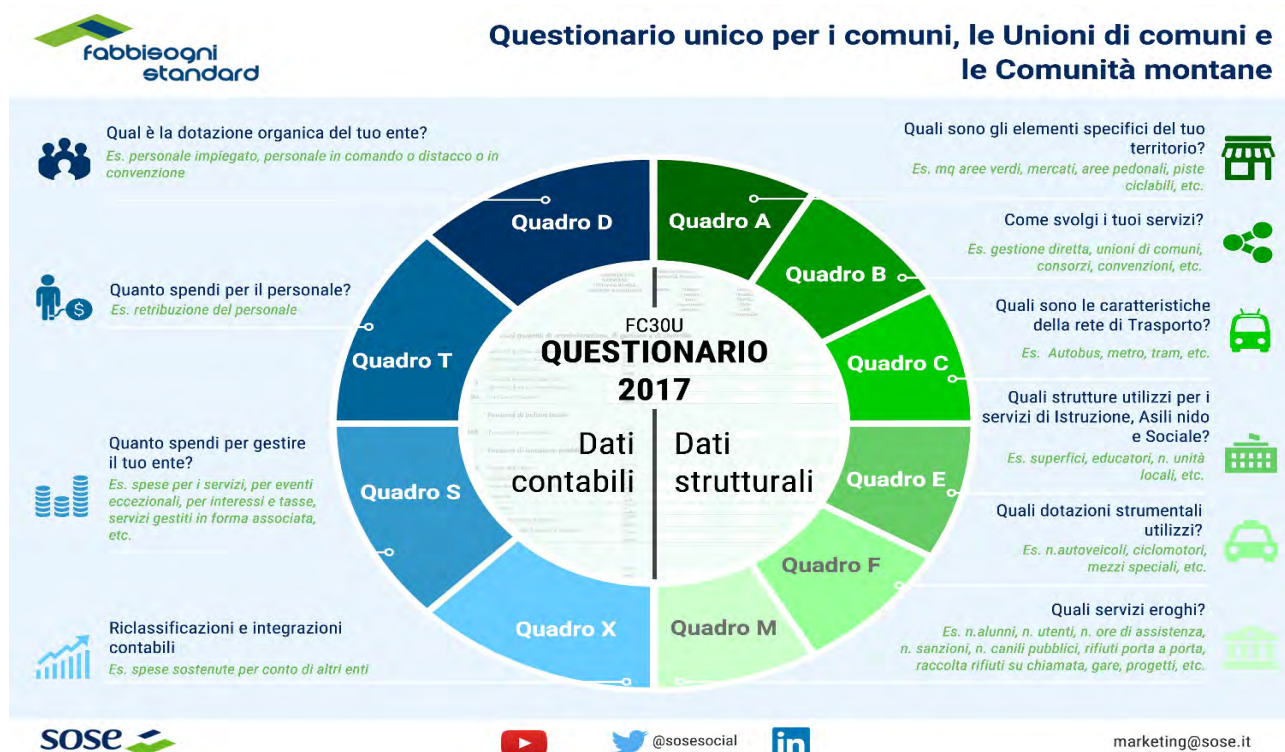 fabbisogni
standard
Questionario unico per i comuni, le Unioni di comuni e
le Comunità montane
Qual è la dotazione organica del tuo ente?
Es. personale impiegato, personale in comando o distacco o in
convenzione
Quanto spendi per il personale?
Es. retribuzione del personale
Quanto spendi per gestire
il tuo ente?
Es. spese per i servizi, per eventi
eccezionali, per interessi e tasse,
servizi gestiti in forma associata,
etc.
Riclassificazioni e integrazioni
contabili
Es. spese sostenute per conto di altri enti
Quadro D
Quadro T
Quadro S
Quadro X
Quadro A
Quadro B
Quadro C
Quadro E
Quadro F
Quadro M
FC30U
QUESTIONARIO
2017
Dati
contabili
Dati
strutturali
Quali sono gli elementi specifici del tuo
territorio?
Es. mq aree verdi, mercati, aree pedonali, piste
ciclabili, etc.
Come svolgi i tuoi servizi?
Es. gestione diretta, unioni di comuni,
consorzi, convenzioni, etc.
Quali sono le caratteristiche
della rete di Trasporto?
Es. Autobus, metro, tram, etc.
Quali strutture utilizzi per i
servizi di Istruzione, Asili nido
e Sociale?
Es. superfici, educatori, n. unità
locali, etc.
Quali dotazioni strumentali
utilizzi?
Es. n.autoveicoli, ciclomotori,
mezzi speciali, etc.
Quali servizi eroghi?
Es. n.alunni, n. utenti, n. ore di assistenza,
n. sanzioni, n. canili pubblici, rifiuti porta a porta,
raccolta rifiuti su chiamata, gare, progetti, etc.
sose
@sosesocial
in
marketing@sose.it